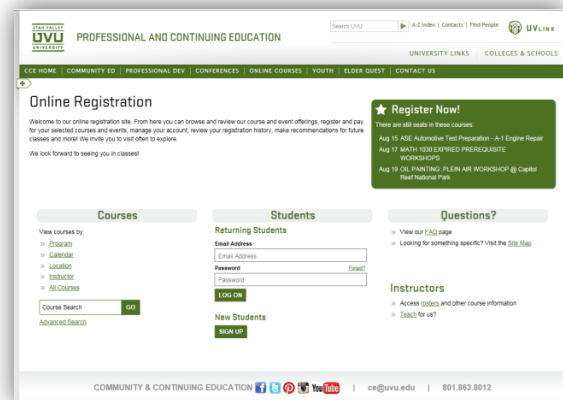 UTAH VALLEY
UVU
UNIVERSITY
PROFESSIONAL AND CONTINUING EDUCATION
Search UVU
A-Z Index | Contacts | Find People
UVLINK
UNIVERSITY LINKS | COLLEGES & SCHOOLS
CCE HOME | COMMUNITY ED | PROFESSIONAL DEV | CONFERENCES | ONLINE COURSES | YOUTH | ELDER QUEST | CONTACT US
Online Registration
Welcome to our online registration site. From here you can browse and review our course and event offerings, register and pay
for your selected courses and events, manage your account, review your registration history, make recommendations for future
classes and more! We invite you to visit often to explore.
We look forward to seeing you in classes!
Register Now!
There are still seats in these courses:
Aug 15 ASE Automotive Test Preparation - A-1 Engine Repair
Aug 17 MATH 1030 EXPIRED PREREQUISITE
WORKSHOPS
Aug 19 OIL PAINTING: PLEIN AIR WORKSHOP @ Capitol
Reef National Park
Courses
View courses by:
» Program
» Calendar
» Location
» Instructor
» All Courses
Course Search GO
Advanced Search
Students
Returning Students
Email Address
Email Address
Password Forgot?
Password
LOG ON
New Students
SIGN UP
Questions?
» View our FAQ page
» Looking for something specific? Visit the Site Map
Instructors
» Access rosters and other course information
» Teach for us?
COMMUNITY & CONTINUING EDUCATION You Tube | ce@uvu.edu | 801.863.8012